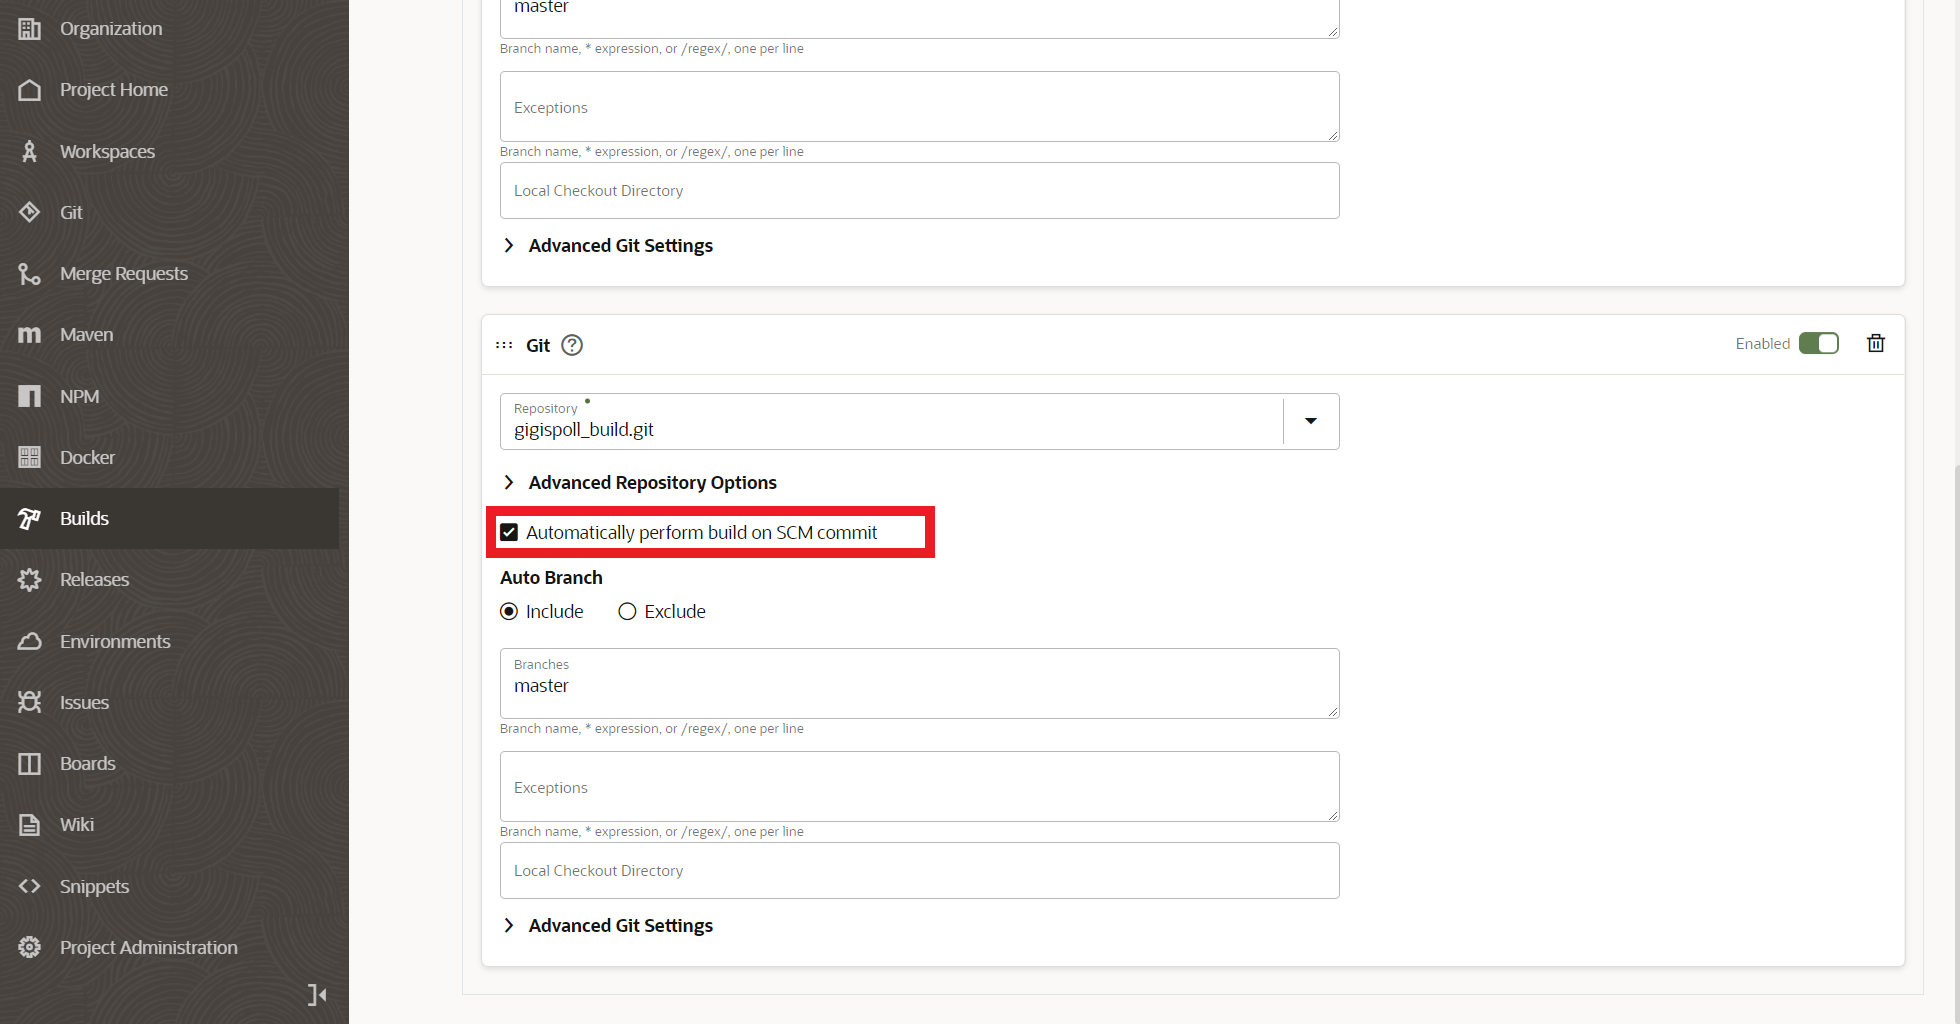 Organization
Project Home
Workspaces
Git
Merge Requests
Maven
NPM
Docker
Builds
Releases
Environments
Issues
Boards
Wiki
Snippets
Project Administration
master
Branch name, * expression, or /regex/, one per line
Exceptions
Branch name, * expression, or /regex/, one per line
Local Checkout Directory
Advanced Git Settings
Git
Enabled
Repository
gigispoll_build.git
Advanced Repository Options
Automatically perform build on SCM commit
Auto Branch
Include Exclude
Branches
master
Branch name, * expression, or /regex/, one per line
Exceptions
Branch name, * expression, or /regex/, one per line
Local Checkout Directory
Advanced Git Settings